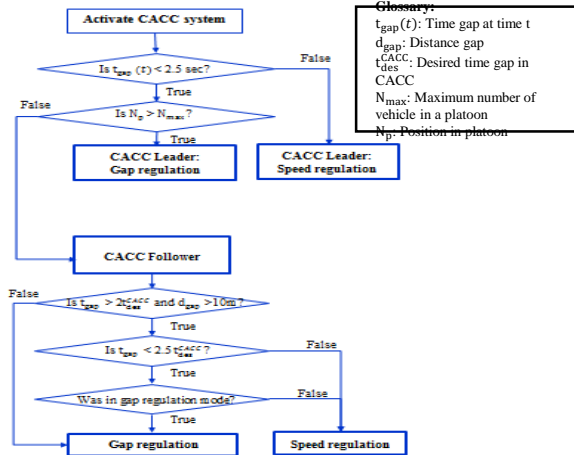 Activate CACC system
Glossary:
t_gap(t): Time gap at time t
d_gap: Distance gap
t_des^CACC: Desired time gap in
CACC
N_max: Maximum number of
vehicle in a platoon
N_p: Position in platoon
Is t_gap (t) < 2.5 sec?
False
True
Is N_p > N_max?
False
True
CACC Leader:
Gap regulation
CACC Leader:
Speed regulation
CACC Follower
False
Is t_gap > 2t_des^CACC and d_gap >10m?
True
Is t_gap < 2.5 t_des^CACC?
False
True
Was in gap regulation mode?
False
True
Gap regulation
Speed regulation